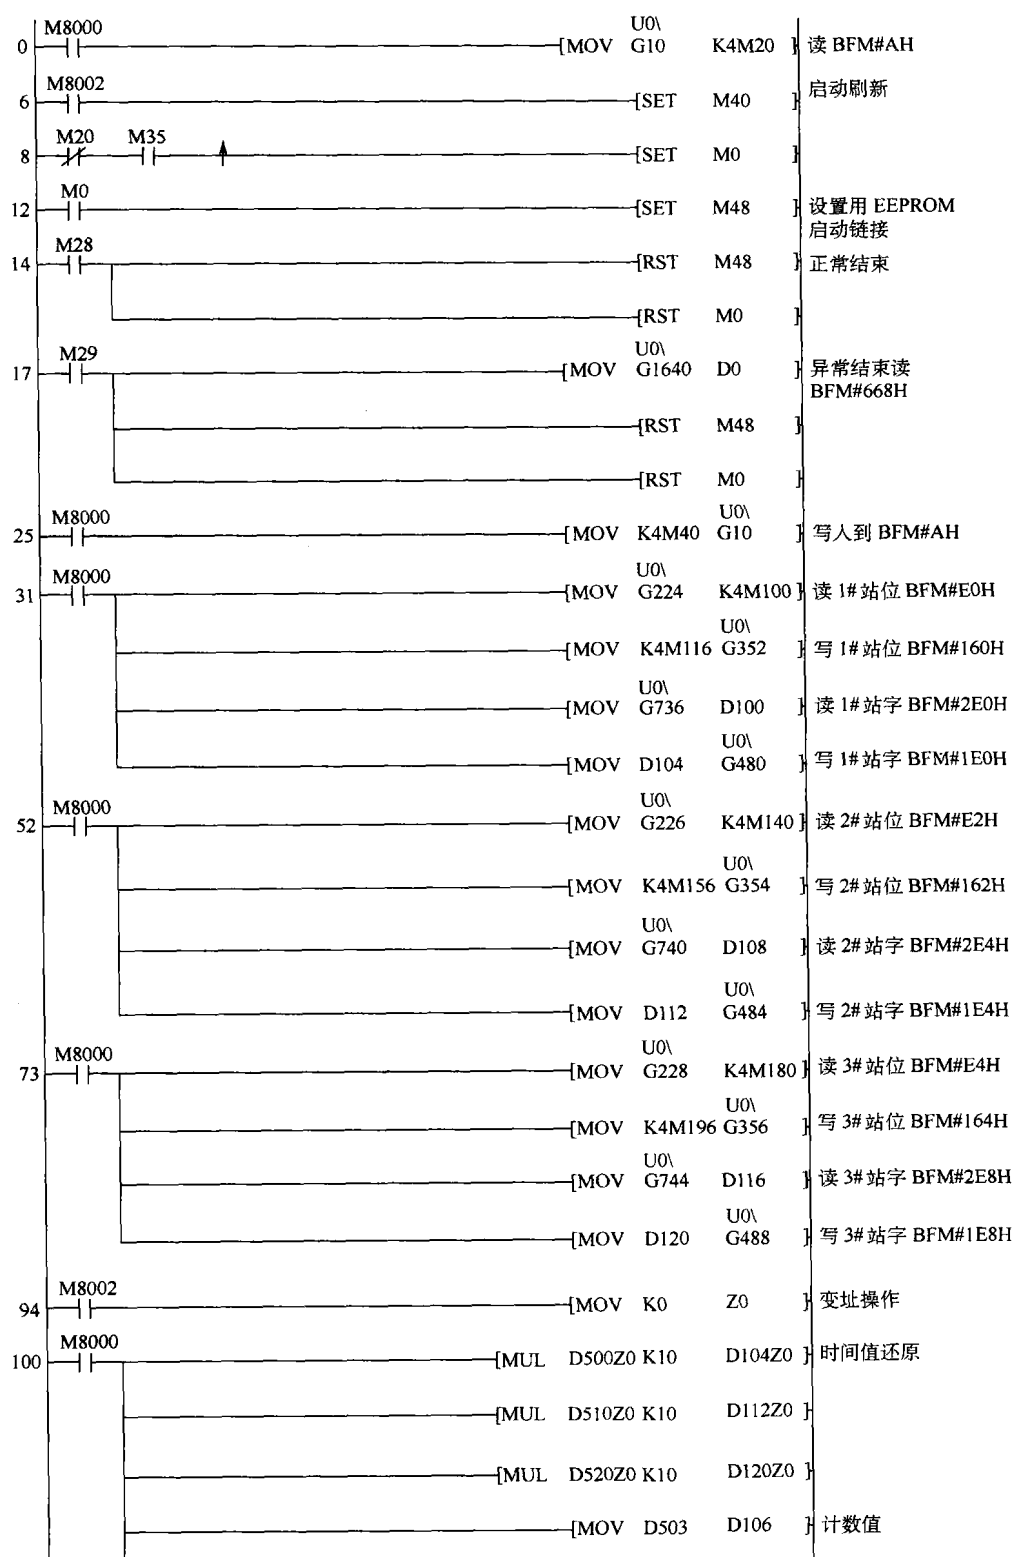 M8000
U0\
0 [MOV G10 K4M20 ] 读 BFM#AH
M8002
启动刷新
6 [SET M40 ]
M20 M35
8 [SET M0 ]
M0
12 [SET M48 ] 设置用 EEPROM
启动链接
M28
14 [RST M48 ] 正常结束
[RST M0 ]
U0\
M29
17 [MOV G1640 D0 ] 异常结束读
BFM#668H
[RST M48 ]
[RST M0 ]
M8000
U0\
25 [MOV K4M40 G10 ] 写人到 BFM#AH
M8000
U0\
31 [MOV G224 K4M100 ] 读 1# 站位 BFM#E0H
U0\
[MOV K4M116 G352 ] 写 1# 站位 BFM#160H
U0\
[MOV G736 D100 ] 读 1# 站字 BFM#2E0H
U0\
[MOV D104 G480 ] 写 1# 站字 BFM#1E0H
M8000
U0\
52 [MOV G226 K4M140 ] 读 2# 站位 BFM#E2H
U0\
[MOV K4M156 G354 ] 写 2# 站位 BFM#162H
U0\
[MOV G740 D108 ] 读 2# 站字 BFM#2E4H
U0\
[MOV D112 G484 ] 写 2# 站字 BFM#1E4H
M8000
U0\
73 [MOV G228 K4M180 ] 读 3# 站位 BFM#E4H
U0\
[MOV K4M196 G356 ] 写 3# 站位 BFM#164H
U0\
[MOV G744 D116 ] 读 3# 站字 BFM#2E8H
U0\
[MOV D120 G488 ] 写 3# 站字 BFM#1E8H
M8002
94 [MOV K0 Z0 ] 变址操作
M8000
100 [MUL D500Z0 K10 D104Z0 ] 时间值还原
[MUL D510Z0 K10 D112Z0 ]
[MUL D520Z0 K10 D120Z0 ]
[MOV D503 D106 ] 计数值